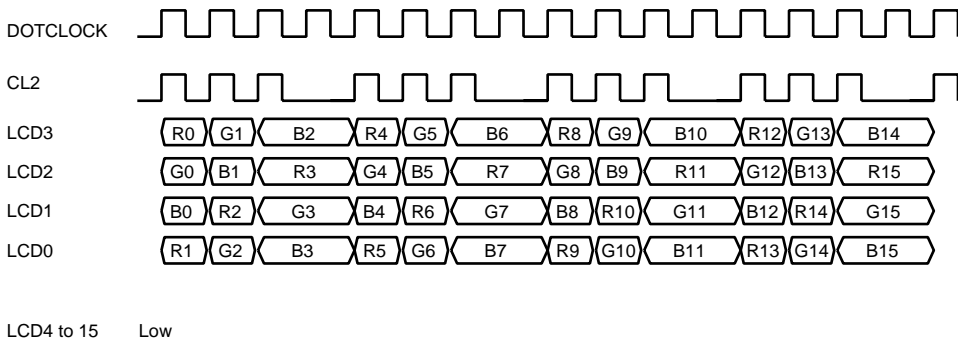 DOTCLOCK
CL2
LCD3 R0 G1 B2 R4 G5 B6 R8 G9 B10 R12 G13 B14
LCD2 G0 B1 R3 G4 B5 R7 G8 B9 R11 G12 B13 R15
LCD1 B0 R2 G3 B4 R6 G7 B8 R10 G11 B12 R14 G15
LCD0 R1 G2 B3 R5 G6 B7 R9 G10 B11 R13 G14 B15
LCD4 to 15 Low